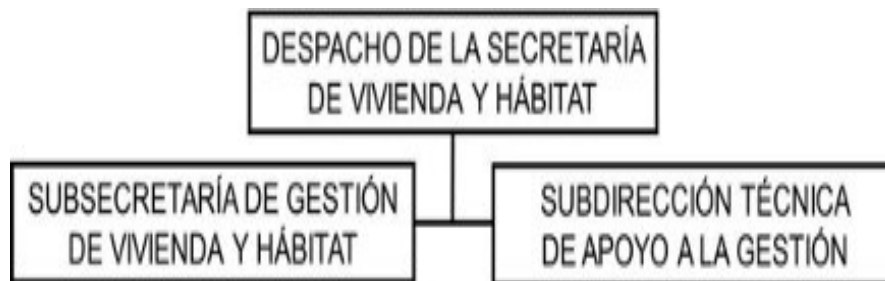 DESPACHO DE LA SECRETARÍA
DE VIVIENDA Y HÁBITAT
SUBSECRETARÍA DE GESTIÓN
DE VIVIENDA Y HÁBITAT
SUBDIRECCIÓN TÉCNICA
DE APOYO A LA GESTIÓN